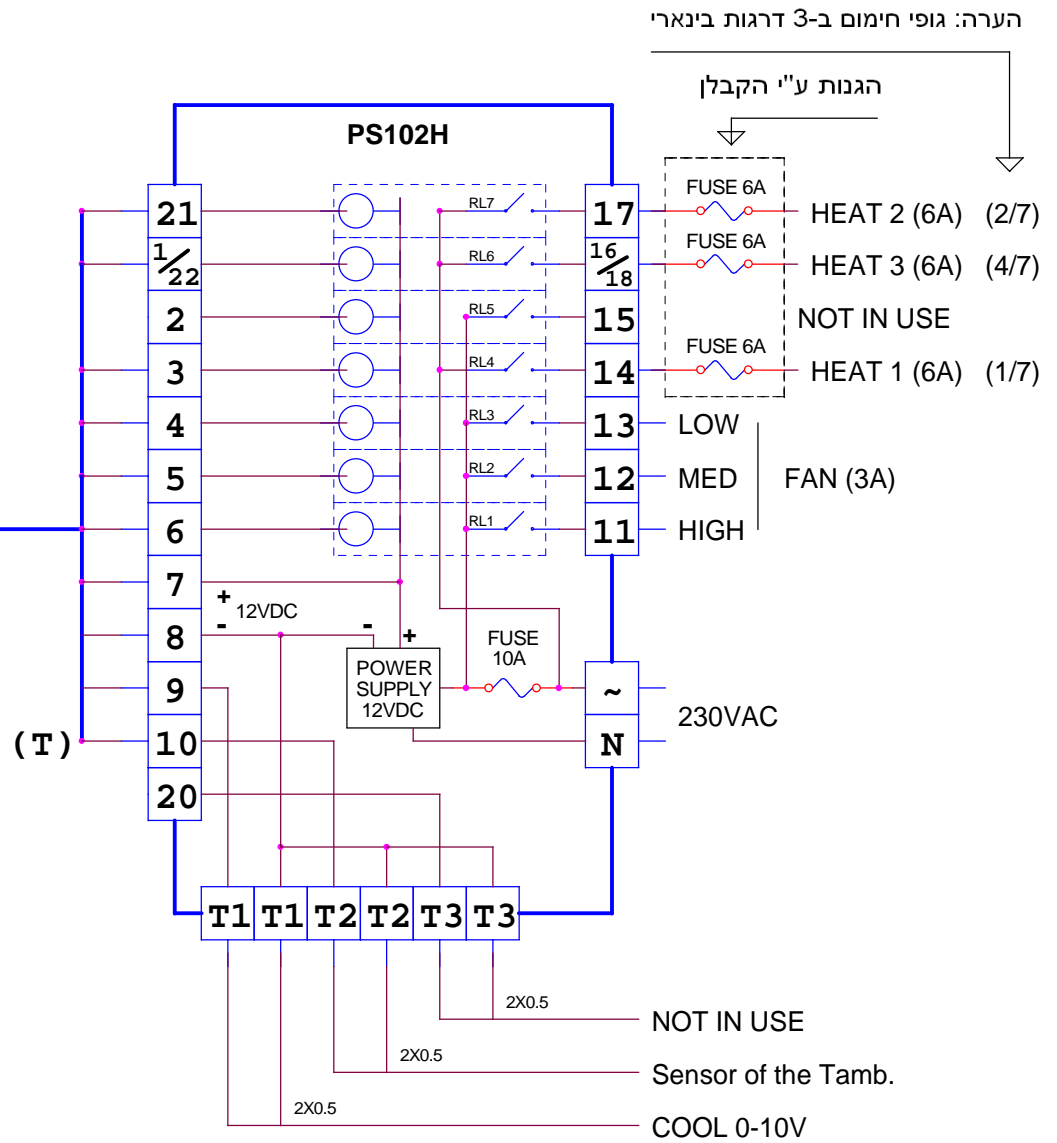 הערה: גופי חימום ב-3 דרגות בינארי
הגנות ע"י הקבלן
PS102H
21
RL7
17
FUSE 6A
HEAT 2 (6A) (2/7)
1/22
RL6
16/18
FUSE 6A
HEAT 3 (6A) (4/7)
2
RL5
15
NOT IN USE
3
RL4
14
FUSE 6A
HEAT 1 (6A) (1/7)
4
RL3
13
LOW
5
RL2
12
MED
FAN (3A)
6
RL1
11
HIGH
7
+
12VDC
-
8
-
+
POWER
SUPPLY
12VDC
FUSE
10A
~
9
230VAC
(T)
10
N
20
T1 T1 T2 T2 T3 T3
2X0.5
NOT IN USE
2X0.5
Sensor of the Tamb.
2X0.5
COOL 0-10V